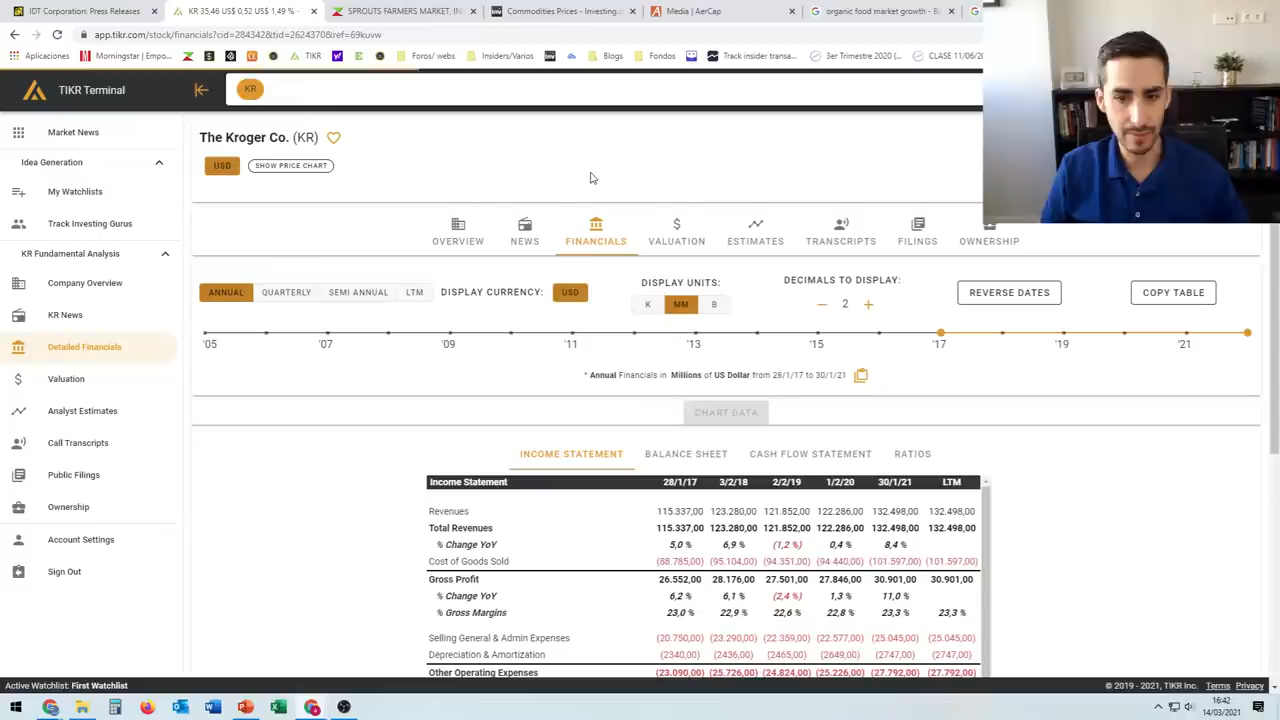 IDT Corporation: Press Releases
KR 35,46 US$ 0,52 US$ 1,49 % -
SPROUTS FARMERS MARKET, IN
Commodities Prices - Investing.c
Media | AerCap
organic food market growth - B
app.tikr.com/stock/financials?cid=284342&tid=2624370&ref=69kuvw
Aplicaciones
Morningstar | Empo...
TIKR
Foros/ webs
Insiders/Varios
Blogs
Fondos
Track insider transa...
3er Trimestre 2020 (...
CLASE 11/06/20
TIKR Terminal
KR
Market News
Idea Generation
My Watchlists
Track Investing Gurus
KR Fundamental Analysis
Company Overview
KR News
Detailed Financials
Valuation
Analyst Estimates
Call Transcripts
Public Filings
Ownership
Account Settings
Sign Out
The Kroger Co. (KR)
USD SHOW PRICE CHART
OVERVIEW NEWS FINANCIALS VALUATION ESTIMATES TRANSCRIPTS FILINGS OWNERSHIP
ANNUAL QUARTERLY SEMI ANNUAL LTM DISPLAY CURRENCY: USD
DISPLAY UNITS:
K MM B
DECIMALS TO DISPLAY:
− 2 +
REVERSE DATES
COPY TABLE
'05 '07 '09 '11 '13 '15 '17 '19 '21
* Annual Financials in Millions of US Dollar from 28/1/17 to 30/1/21
CHART DATA
INCOME STATEMENT BALANCE SHEET CASH FLOW STATEMENT RATIOS
Income Statement 28/1/17 3/2/18 2/2/19 1/2/20 30/1/21 LTM
Revenues 115.337,00 123.280,00 121.852,00 122.286,00 132.498,00 132.498,00
Total Revenues 115.337,00 123.280,00 121.852,00 122.286,00 132.498,00 132.498,00
% Change YoY 5,0 % 6,9 % (1,2 %) 0,4 % 8,4 %
Cost of Goods Sold (88.785,00) (95.104,00) (94.351,00) (94.440,00) (101.597,00) (101.597,00)
Gross Profit 26.552,00 28.176,00 27.501,00 27.846,00 30.901,00 30.901,00
% Change YoY 6,2 % 6,1 % (2,4 %) 1,3 % 11,0 %
% Gross Margins 23,0 % 22,9 % 22,6 % 22,8 % 23,3 % 23,3 %
Selling General & Admin Expenses (20.750,00) (23.290,00) (22.359,00) (22.577,00) (25.045,00) (25.045,00)
Depreciation & Amortization (2340,00) (2436,00) (2465,00) (2649,00) (2747,00) (2747,00)
Other Operating Expenses (23.090,00) (25.726,00) (24.824,00) (25.226,00) (27.792,00) (27.792,00)
Active Watchlist: First Watchlist
© 2019 - 2021, TIKR Inc. Terms Privacy
16:42
14/03/2021